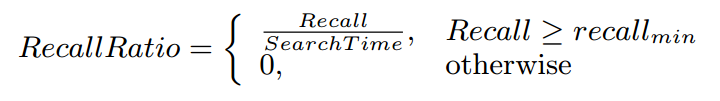 RecallRatio = { Recall / SearchTime, Recall ≥ recall_min
0, otherwise